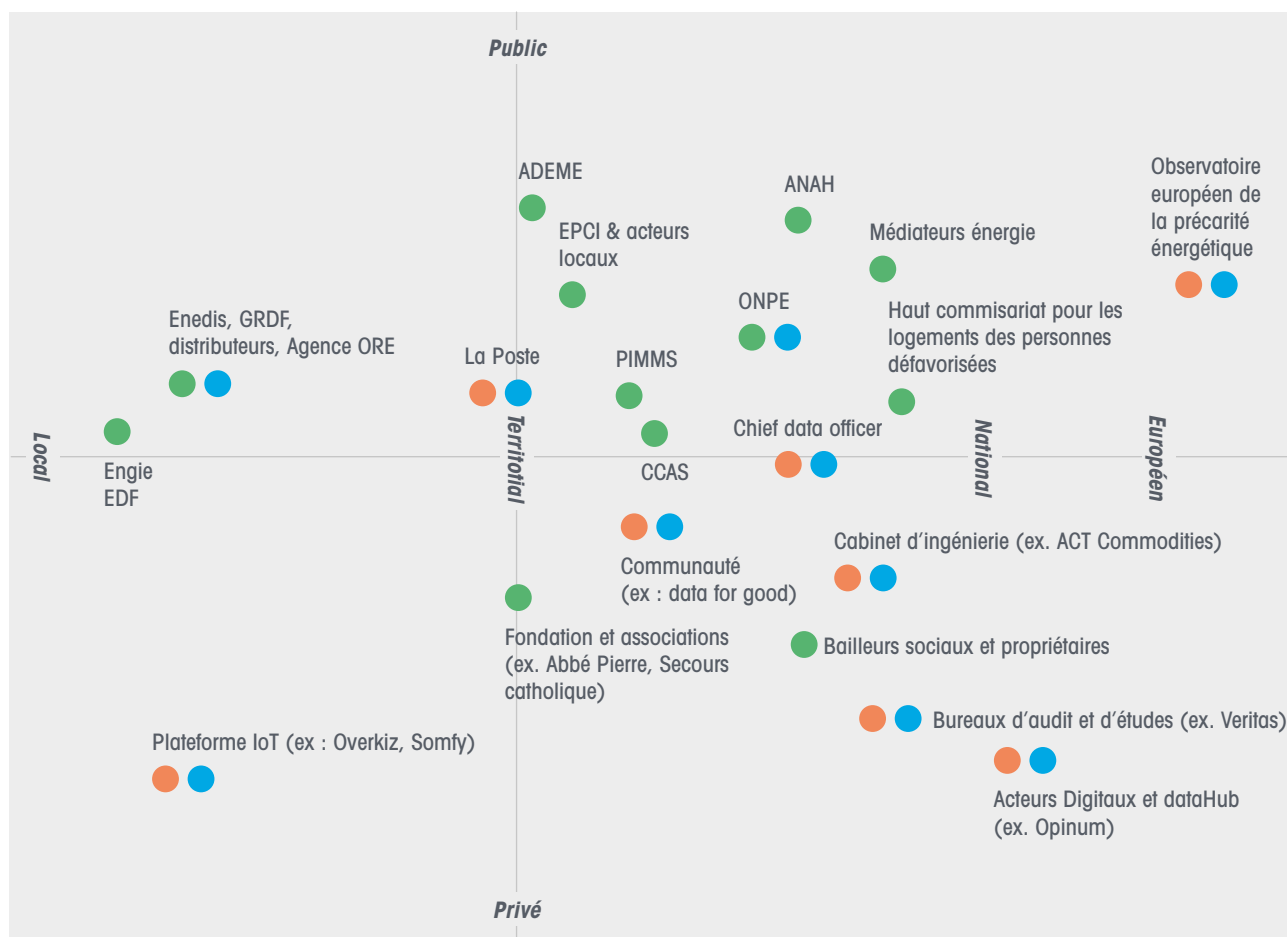 Public
ADEME
ANAH
Observatoire
européen de
la précarité
énergétique
EPCI & acteurs
locaux
Médiateurs énergie
Enedis, GRDF,
distributeurs, Agence ORE
ONPE
Haut commisariat pour les
logements des personnes
défavorisées
La Poste
PIMMS
Chief data officer
Local
Territotial
National
Européen
Engie
EDF
CCAS
Cabinet d'ingénierie (ex. ACT Commodities)
Communauté
(ex : data for good)
Fondation et associations
(ex. Abbé Pierre, Secours
catholique)
Bailleurs sociaux et propriétaires
Bureaux d'audit et d'études (ex. Veritas)
Plateforme IoT (ex : Overkiz, Somfy)
Acteurs Digitaux et dataHub
(ex. Opinum)
Privé